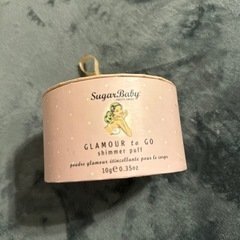 SugarBaby
GLAMOUR to GO
shimmer puff
poudre glamour étincellante pour le corps
10g ℮ 0.35oz